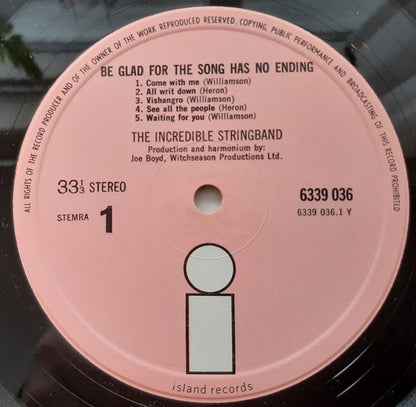 ALL RIGHTS OF THE RECORD PRODUCER AND OF THE OWNER OF THE WORK REPRODUCED RESERVED. COPYING, PUBLIC PERFORMANCE AND BROADCASTING OF THIS RECORD PROHIBITED
BE GLAD FOR THE SONG HAS NO ENDING
1. Come with me (Williamson)
2. All writ down (Heron)
3. Vishangro (Williamson)
4. See all the people (Heron)
5. Waiting for you (Williamson)
THE INCREDIBLE STRINGBAND
Production and harmonium by:
Joe Boyd, Witchseason Productions Ltd.
33⅓ STEREO
STEMRA 1
6339 036
6339 036.1 Y
island records